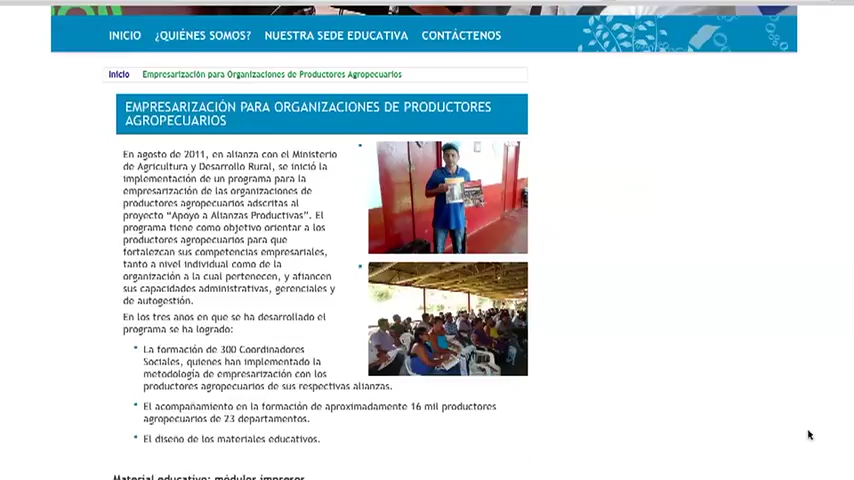 INICIO ¿QUIÉNES SOMOS? NUESTRA SEDE EDUCATIVA CONTÁCTENOS
Inicio Empresarización para Organizaciones de Productores Agropecuarios
EMPRESARIZACIÓN PARA ORGANIZACIONES DE PRODUCTORES
AGROPECUARIOS
En agosto de 2011, en alianza con el Ministerio
de Agricultura y Desarrollo Rural, se inició la
implementación de un programa para la
empresarización de las organizaciones de
productores agropecuarios adscritas al
proyecto “Apoyo a Alianzas Productivas”. El
programa tiene como objetivo orientar a los
productores agropecuarios para que
fortalezcan sus competencias empresariales,
tanto a nivel individual como de la
organización a la cual pertenecen, y afiancen
sus capacidades administrativas, gerenciales y
de autogestión.
En los tres años en que se ha desarrollado el
programa se ha logrado:
La formación de 300 Coordinadores
Sociales, quienes han implementado la
metodología de empresarización con los
productores agropecuarios de sus respectivas alianzas.
El acompañamiento en la formación de aproximadamente 16 mil productores
agropecuarios de 23 departamentos.
El diseño de los materiales educativos.
Material educativo: módulos impresos